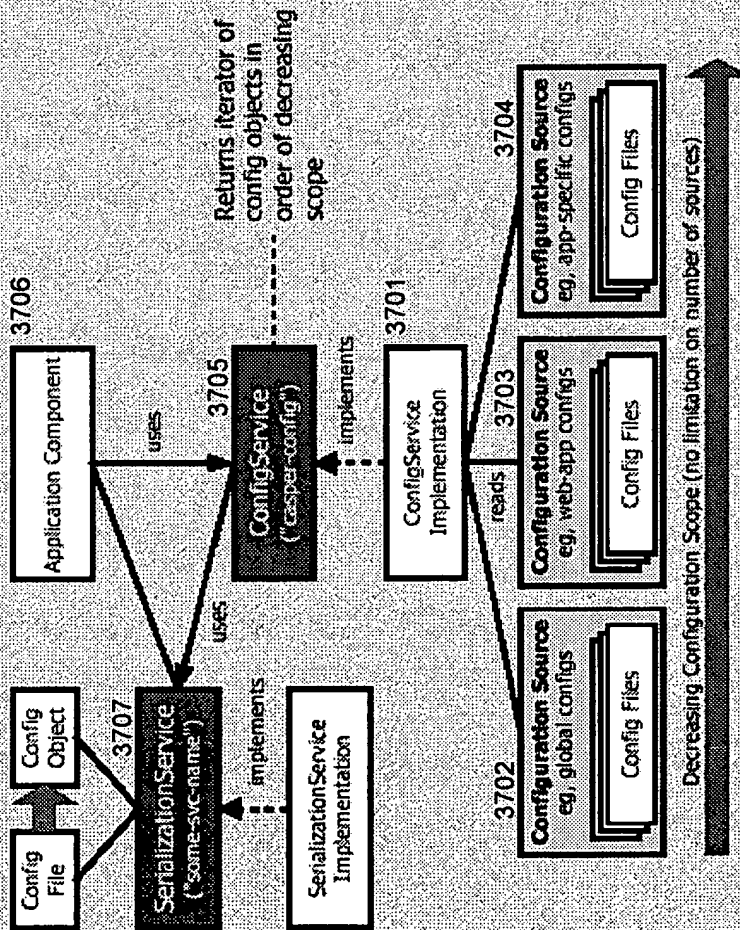 Config
File
Config
Object
3707
SerializationService
("some-svc-name")
implements
SerializationService
Implementation
3706
Application Component
uses
uses
3705
ConfigService
("casper-config")
Returns iterator of
config objects in
order of decreasing
scope
implements
3701
ConfigService
Implementation
reads
3702
Configuration Source
eg, global configs
Config Files
3703
Configuration Source
eg, web-app configs
Config Files
3704
Configuration Source
eg, app-specific configs
Config Files
Decreasing Configuration Scope (no limitation on number of sources)